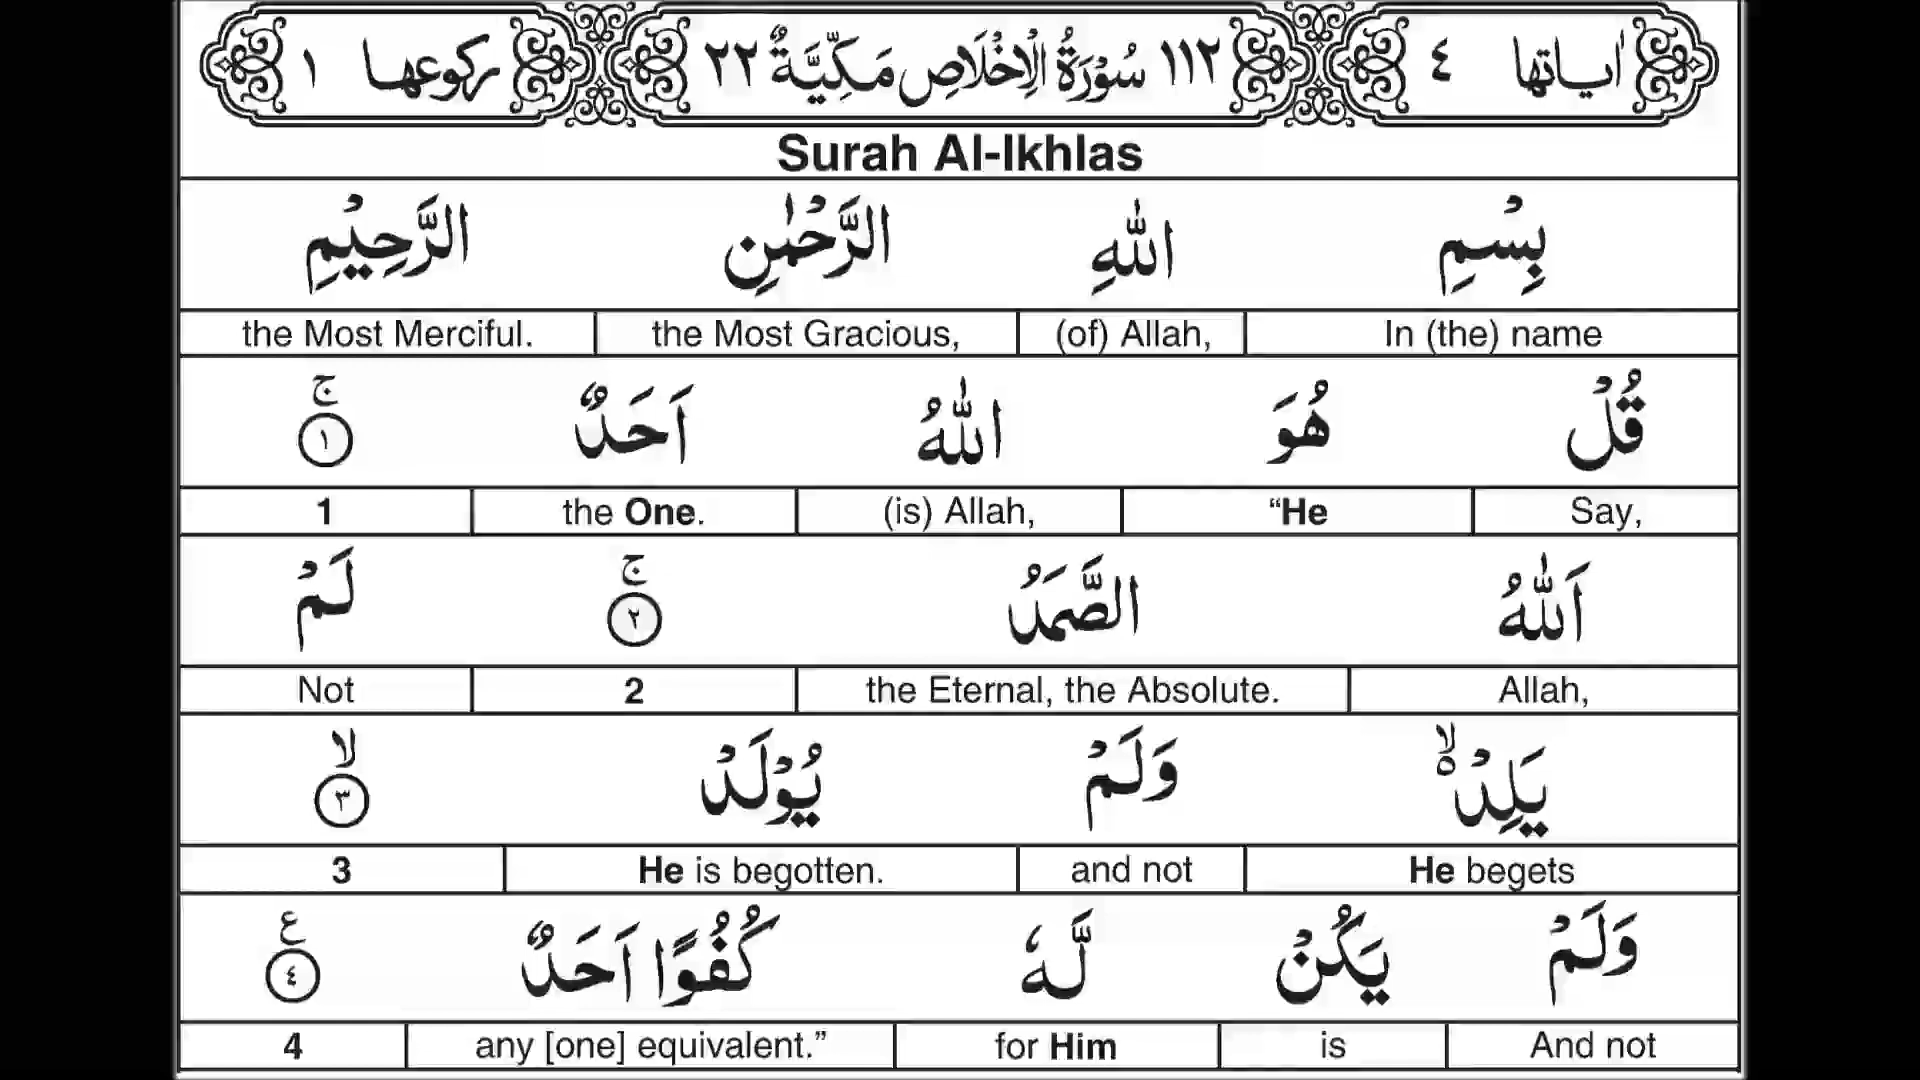 اٰیاتها ٤ ١١٢ سُوْرَةُ الْاِخْلَاصِ مَكِّیَّةٌ ٢٢ ركوعها ١
Surah Al-Ikhlas
بِسْمِ اللّٰهِ الرَّحْمٰنِ الرَّحِیْمِ
In (the) name (of) Allah, the Most Gracious, the Most Merciful.
قُلْ هُوَ اللّٰهُ اَحَدٌ ۚ ١
Say, “He (is) Allah, the One. 1
اَللّٰهُ الصَّمَدُ ۚ ٢ لَمْ
Allah, the Eternal, the Absolute. 2 Not
یَلِدْ ۙ۬ وَلَمْ یُوْلَدْ ۙ ٣
He begets and not He is begotten. 3
وَلَمْ یَكُنْ لَّهٗ كُفُوًا اَحَدٌ ع ٤
And not is for Him any [one] equivalent.” 4